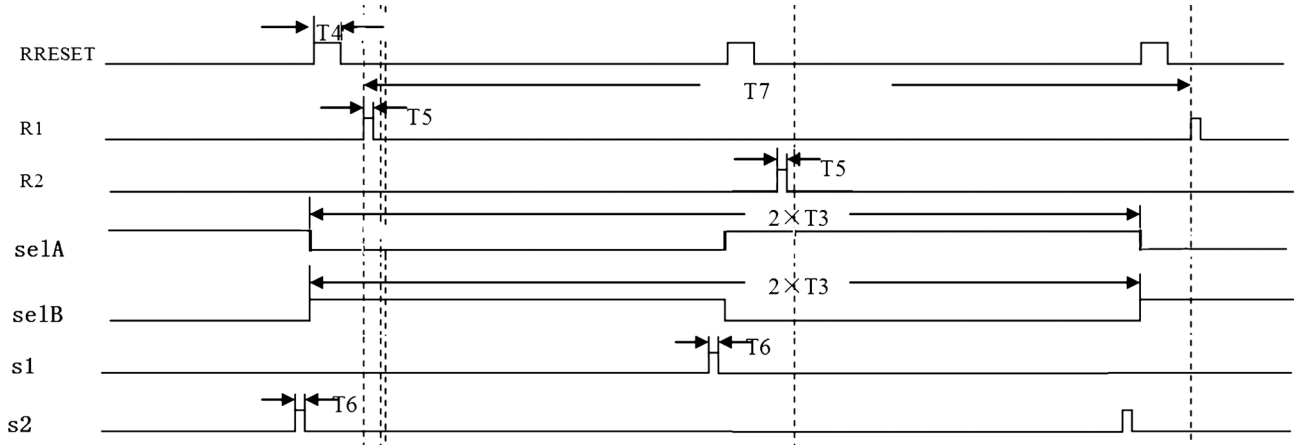 T4
RRESET
T7
R1
T5
R2
T5
2×T3
selA
2×T3
selB
s1
T6
s2
T6